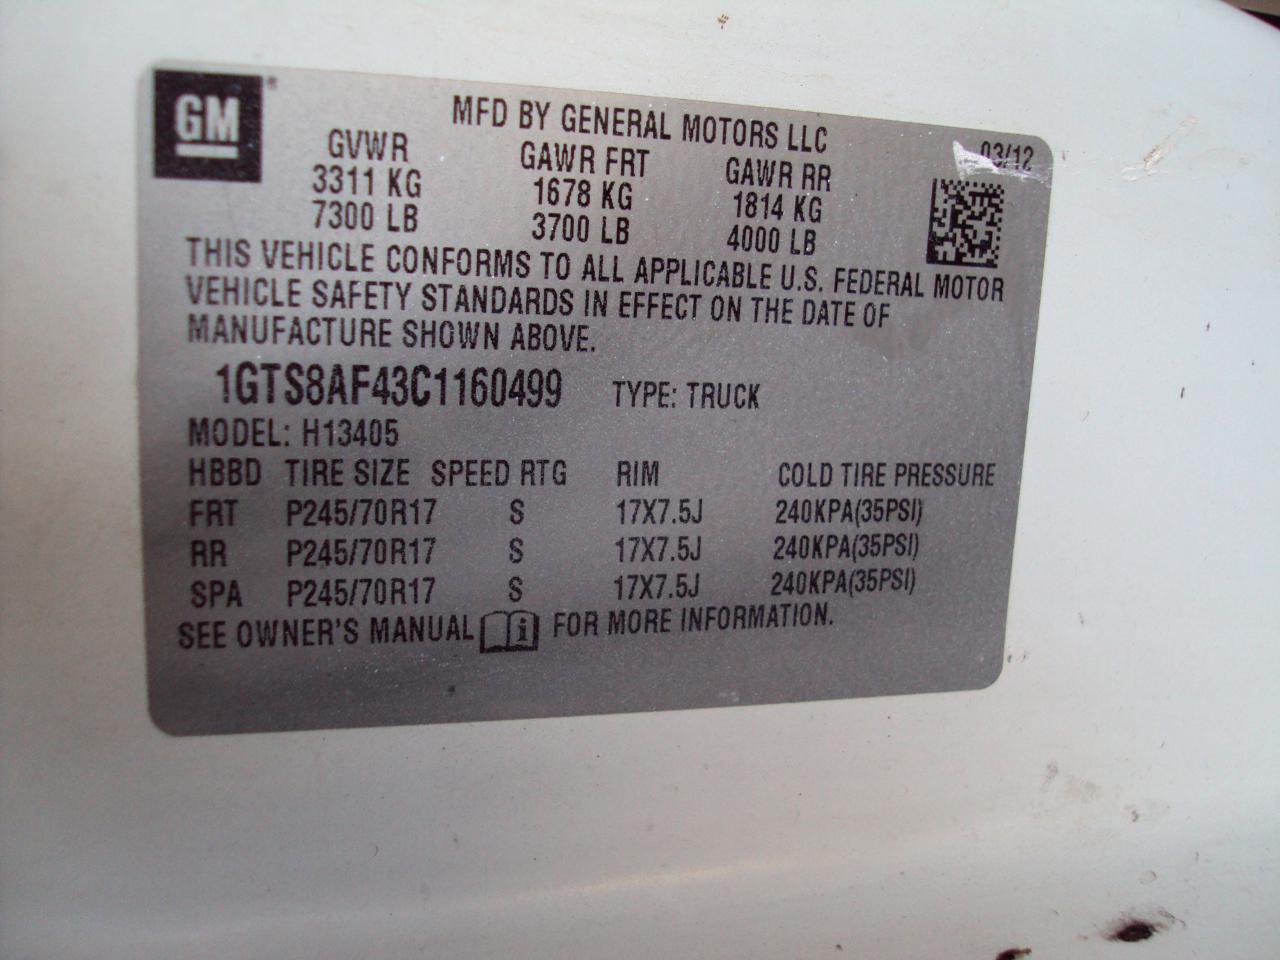 GM
MFD BY GENERAL MOTORS LLC
03/12
GVWR GAWR FRT GAWR RR
3311 KG 1678 KG 1814 KG
7300 LB 3700 LB 4000 LB
THIS VEHICLE CONFORMS TO ALL APPLICABLE U.S. FEDERAL MOTOR
VEHICLE SAFETY STANDARDS IN EFFECT ON THE DATE OF
MANUFACTURE SHOWN ABOVE.
1GTS8AF43C1160499 TYPE: TRUCK
MODEL: H13405
HBBD TIRE SIZE SPEED RTG RIM COLD TIRE PRESSURE
FRT P245/70R17 S 17X7.5J 240KPA(35PSI)
RR P245/70R17 S 17X7.5J 240KPA(35PSI)
SPA P245/70R17 S 17X7.5J 240KPA(35PSI)
SEE OWNER'S MANUAL i FOR MORE INFORMATION.